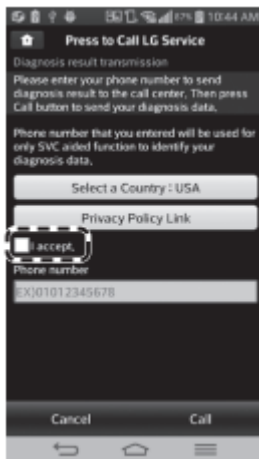 87% 10:44 AM
Press to Call LG Service
Diagnosis result transmission
Please enter your phone number to send
diagnosis result to the call center. Then press
Call button to send your diagnosis data.
Phone number that you entered will be used for
only SVC aided function to identify your
diagnosis data.
Select a Country : USA
Privacy Policy Link
I accept.
Phone number
EX)01012345678
Cancel Call